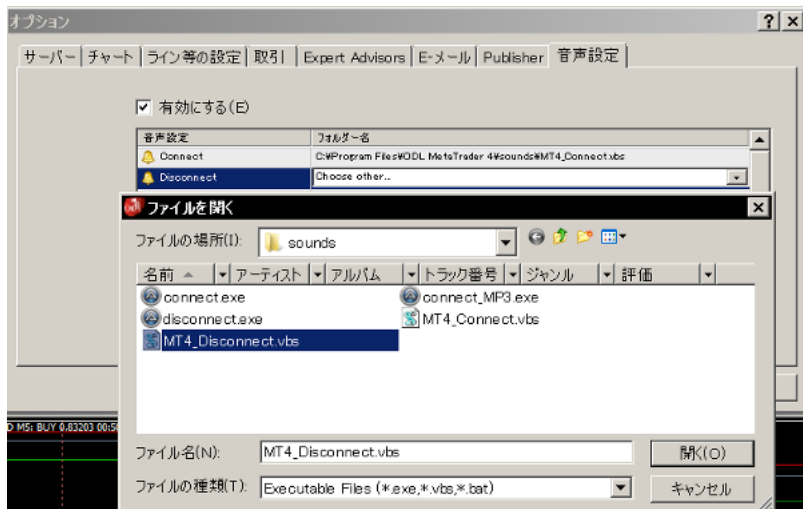 オプション
サーバー チャート ライン等の設定 取引 Expert Advisors E-メール Publisher 音声設定
有効にする(E)
音声設定 フォルダー名
Connect C:¥Program Files¥ODL MetaTrader 4¥sounds¥MT4_Connect.vbs
Disconnect Choose other...
ファイルを開く
ファイルの場所(I): sounds
名前 アーティスト アルバム トラック番号 ジャンル 評価
connect.exe connect_MP3.exe
disconnect.exe MT4_Connect.vbs
MT4_Disconnect.vbs
D M5: BUY 0.83203 00:5
ファイル名(N): MT4_Disconnect.vbs 開く(O)
ファイルの種類(T): Executable Files (*.exe,*.vbs,*.bat) キャンセル